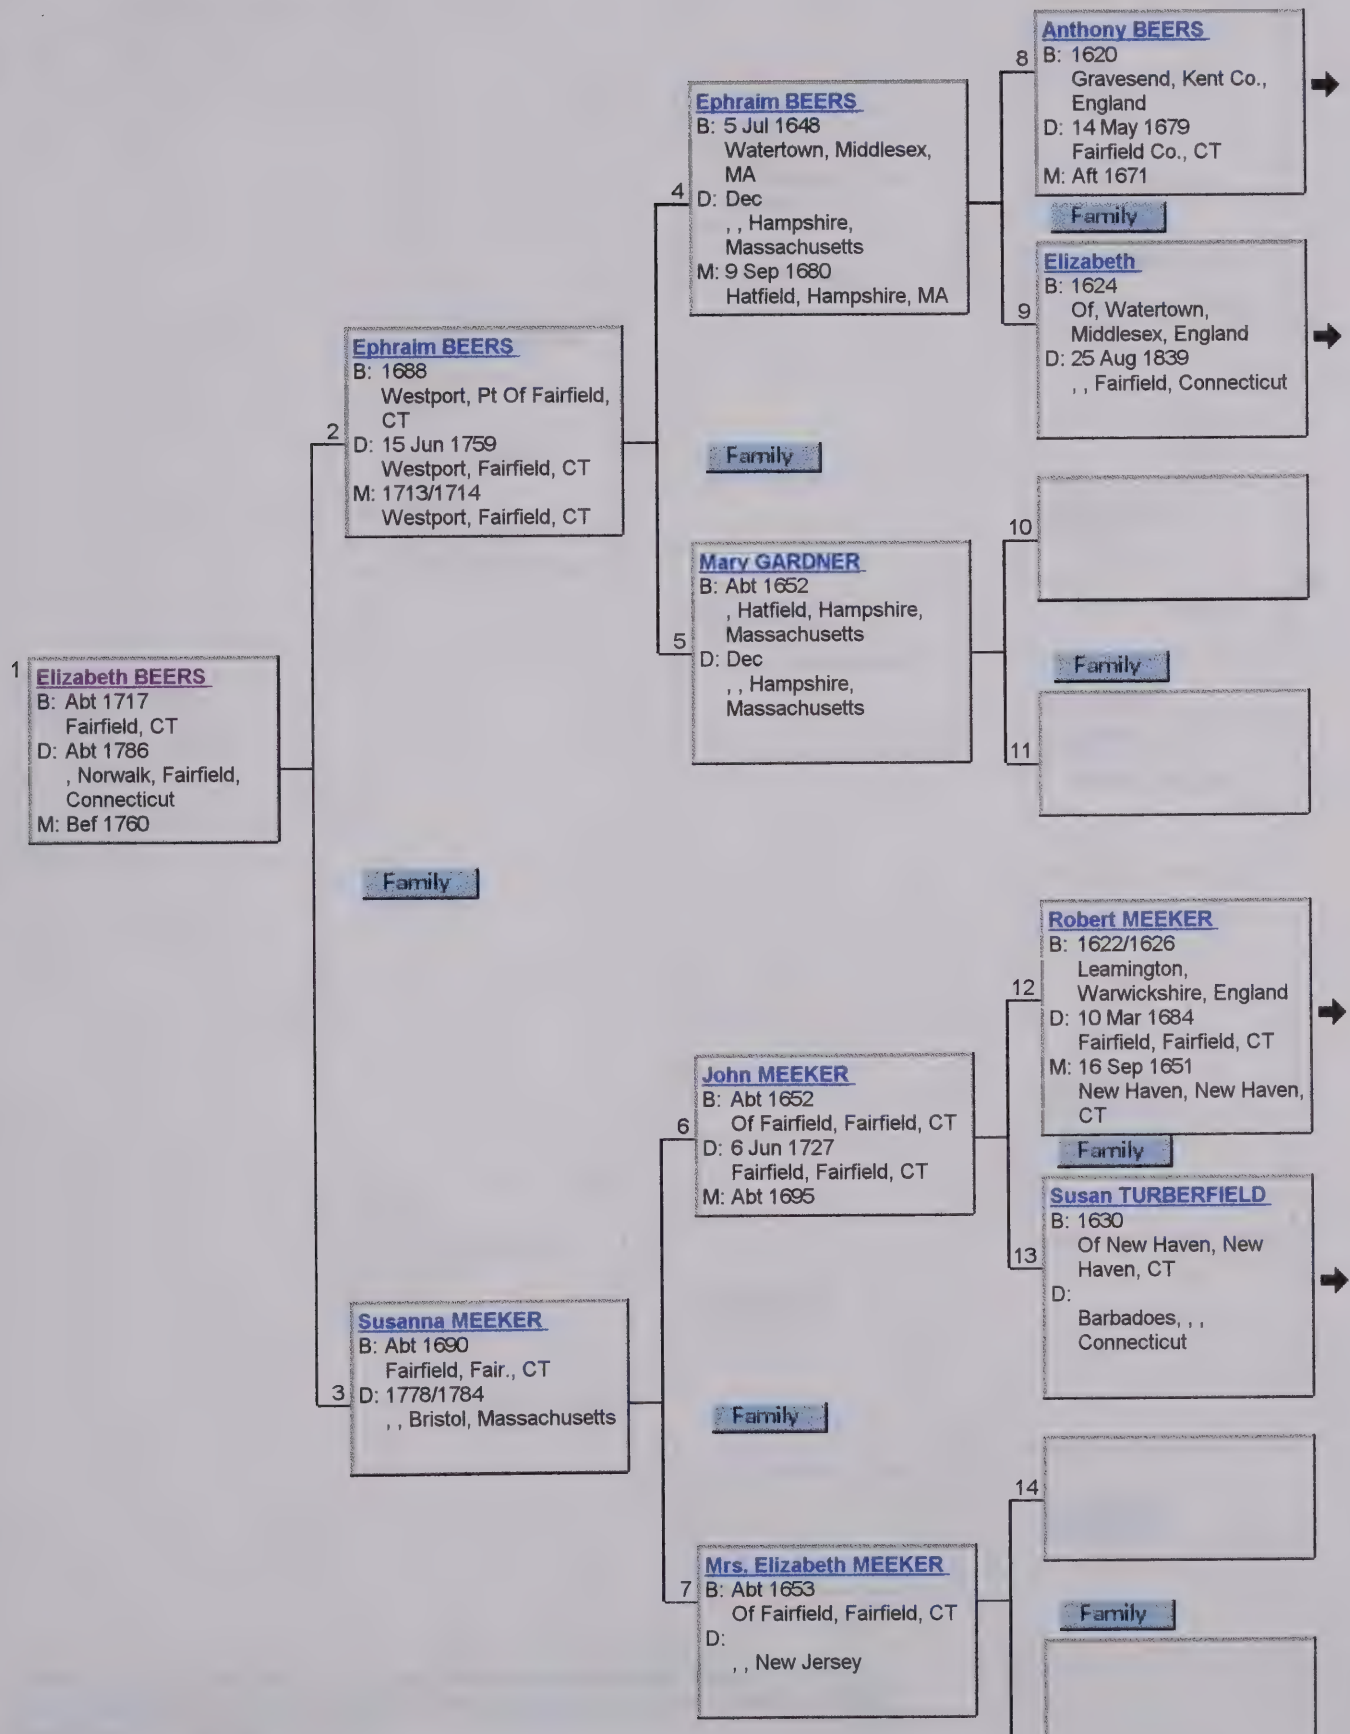 1
Elizabeth BEERS
B: Abt 1717
Fairfield, CT
D: Abt 1786
, Norwalk, Fairfield,
Connecticut
M: Bef 1760
2
Ephraim BEERS
B: 1688
Westport, Pt Of Fairfield,
CT
D: 15 Jun 1759
Westport, Fairfield, CT
M: 1713/1714
Westport, Fairfield, CT
Family
3
Susanna MEEKER
B: Abt 1690
Fairfield, Fair., CT
D: 1778/1784
, , Bristol, Massachusetts
4
Ephraim BEERS
B: 5 Jul 1648
Watertown, Middlesex,
MA
D: Dec
, , Hampshire,
Massachusetts
M: 9 Sep 1680
Hatfield, Hampshire, MA
Family
5
Mary GARDNER
B: Abt 1652
, Hatfield, Hampshire,
Massachusetts
D: Dec
, , Hampshire,
Massachusetts
6
John MEEKER
B: Abt 1652
Of Fairfield, Fairfield, CT
D: 6 Jun 1727
Fairfield, Fairfield, CT
M: Abt 1695
Family
7
Mrs. Elizabeth MEEKER
B: Abt 1653
Of Fairfield, Fairfield, CT
D:
, , New Jersey
8
Anthony BEERS
B: 1620
Gravesend, Kent Co.,
England
D: 14 May 1679
Fairfield Co., CT
M: Aft 1671
Family
9
Elizabeth
B: 1624
Of, Watertown,
Middlesex, England
D: 25 Aug 1839
, , Fairfield, Connecticut
10
Family
11
12
Robert MEEKER
B: 1622/1626
Leamington,
Warwickshire, England
D: 10 Mar 1684
Fairfield, Fairfield, CT
M: 16 Sep 1651
New Haven, New Haven,
CT
Family
13
Susan TURBERFIELD
B: 1630
Of New Haven, New
Haven, CT
D:
Barbadoes, , ,
Connecticut
14
Family